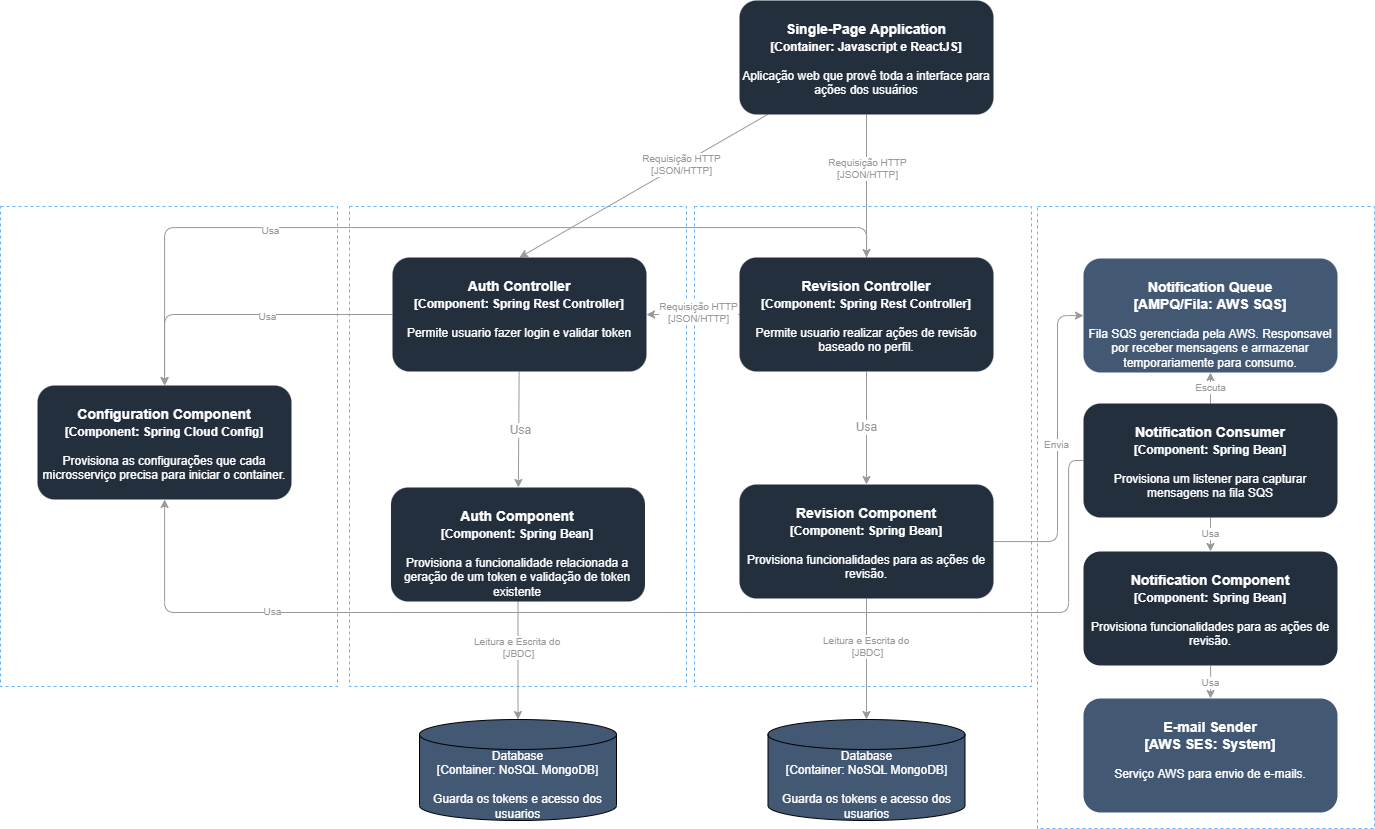 Single-Page Application
[Container: Javascript e ReactJS]
Aplicação web que provê toda a interface para
ações dos usuários
Requisição HTTP
[JSON/HTTP]
Requisição HTTP
[JSON/HTTP]
Usa
Usa
Auth Controller
[Component: Spring Rest Controller]
Permite usuario fazer login e validar token
Requisição HTTP
[JSON/HTTP]
Revision Controller
[Component: Spring Rest Controller]
Permite usuario realizar ações de revisão
baseado no perfil.
Notification Queue
[AMPQ/Fila: AWS SQS]
Fila SQS gerenciada pela AWS. Responsavel
por receber mensagens e armazenar
temporariamente para consumo.
Escuta
Configuration Component
[Component: Spring Cloud Config]
Provisiona as configurações que cada
microsserviço precisa para iniciar o container.
Usa
Usa
Envia
Notification Consumer
[Component: Spring Bean]
Provisiona um listener para capturar
mensagens na fila SQS
Usa
Auth Component
[Component: Spring Bean]
Provisiona a funcionalidade relacionada a
geração de um token e validação de token
existente
Revision Component
[Component: Spring Bean]
Provisiona funcionalidades para as ações de
revisão.
Notification Component
[Component: Spring Bean]
Provisiona funcionalidades para as ações de
revisão.
Usa
Usa
Leitura e Escrita do
[JBDC]
Leitura e Escrita do
[JBDC]
E-mail Sender
[AWS SES: System]
Serviço AWS para envio de e-mails.
Database
[Container: NoSQL MongoDB]
Guarda os tokens e acesso dos
usuarios
Database
[Container: NoSQL MongoDB]
Guarda os tokens e acesso dos
usuarios